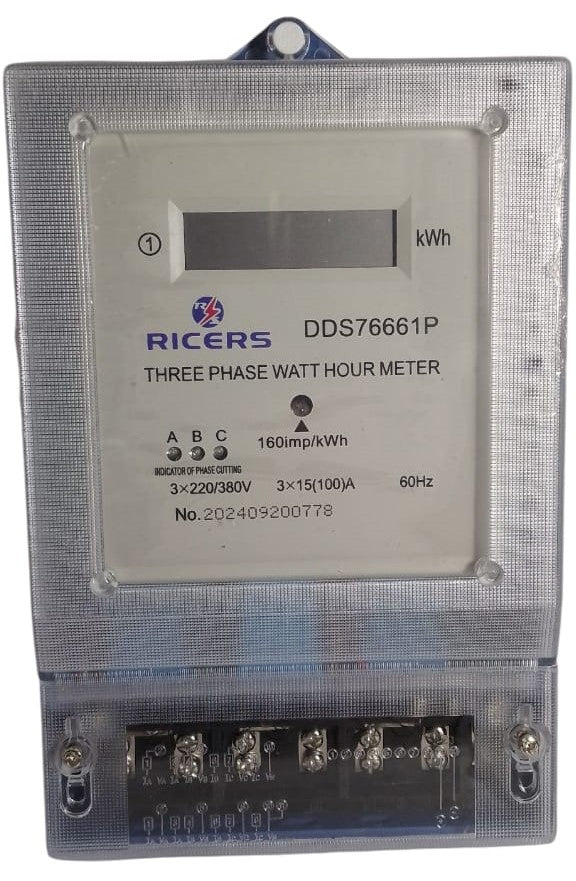 ① kWh
RICERS DDS76661P
THREE PHASE WATT HOUR METER
A B C
160imp/kWh
INDICATOR OF PHASE CUTTING
3×220/380V 3×15(100)A 60Hz
No.202409200778